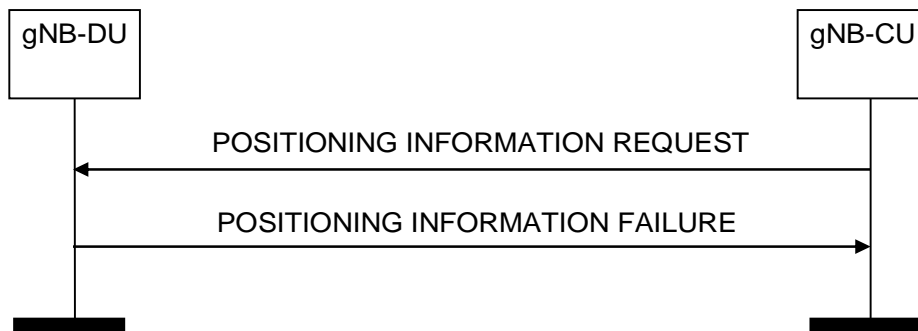 gNB-DU
gNB-CU
POSITIONING INFORMATION REQUEST
POSITIONING INFORMATION FAILURE